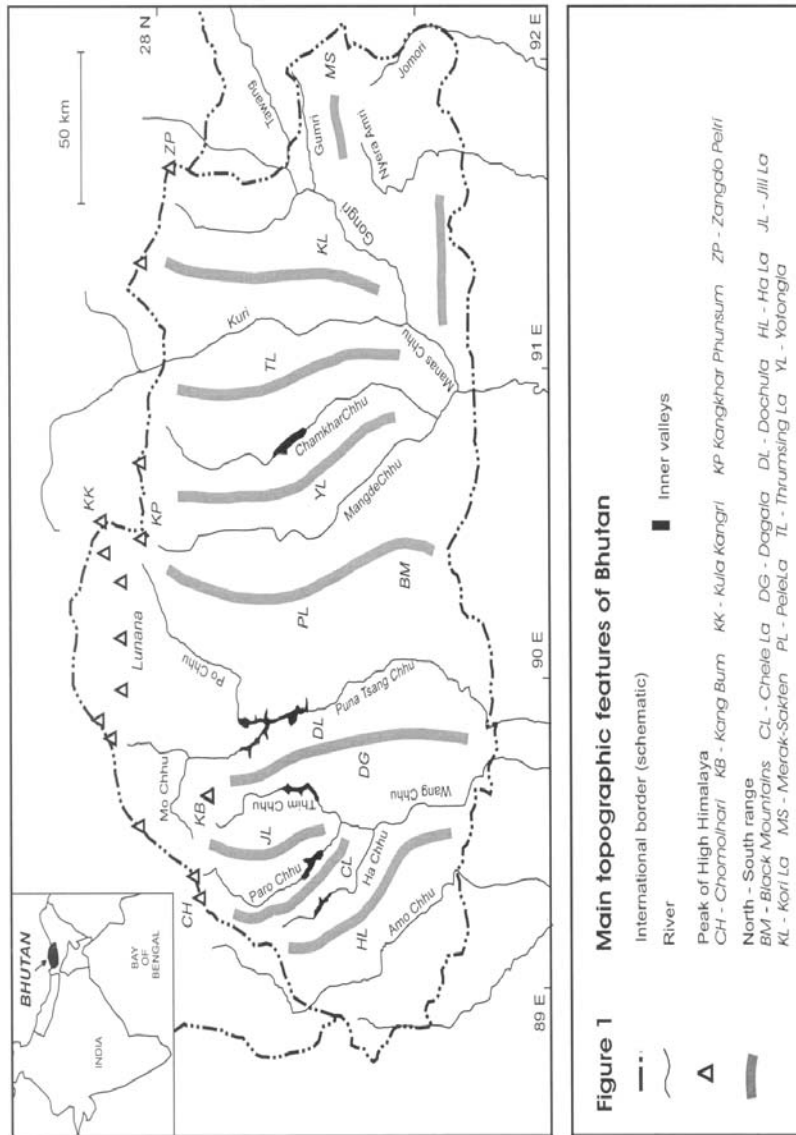 BHUTAN
INDIA
BAY
OF
BENGAL
50 km
28 N
92 E
91 E
90 E
89 E
CH
KB
KK
KP
ZP
Lunana
Tawang
MS
Gumri
Jomori
Nyera Amri
Gongri
KL
Kuri
TL
Manas Chhu
ChamkharChhu
YL
MangdeChhu
BM
PL
Po Chhu
Mo Chhu
Puna Tsang Chhu
DL
DG
Thim Chhu
Wang Chhu
JL
Paro Chhu
CL
Ha Chhu
HL
Amo Chhu
Figure 1 Main topographic features of Bhutan
International border (schematic)
River
Inner valleys
Peak of High Himalaya
CH - Chomolhari KB - Kang Bum KK - Kula Kangri KP Kangkhar Phunsum ZP - Zangdo Pelri
North - South range
BM - Black Mountains CL - Chele La DG - Dagala DL - Dochula HL - Ha La JL - Jili La
KL - Kori La MS - Merak-Sakten PL - PeleLa TL - Thrumsing La YL - Yotongla